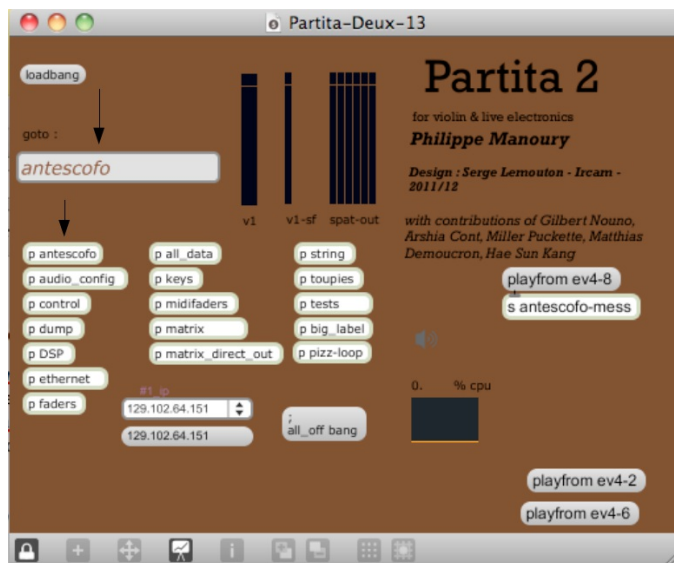 Partita-Deux-13
loadbang
goto :
antescofo
v1
v1-sf
spat-out
Partita 2
for violin & live electronics
Philippe Manoury
Design : Serge Lemouton - Ircam -
2011/12
with contributions of Gilbert Nouno,
Arshia Cont, Miller Puckette, Matthias
Demoucron, Hae Sun Kang
p antescofo
p audio_config
p control
p dump
p DSP
p ethernet
p faders
p all_data
p keys
p midifaders
p matrix
p matrix_direct_out
p string
p toupies
p tests
p big_label
p pizz-loop
playfrom ev4-8
s antescofo-mess
#1_ip
129.102.64.151
129.102.64.151
;
all_off bang
0. % cpu
playfrom ev4-2
playfrom ev4-6